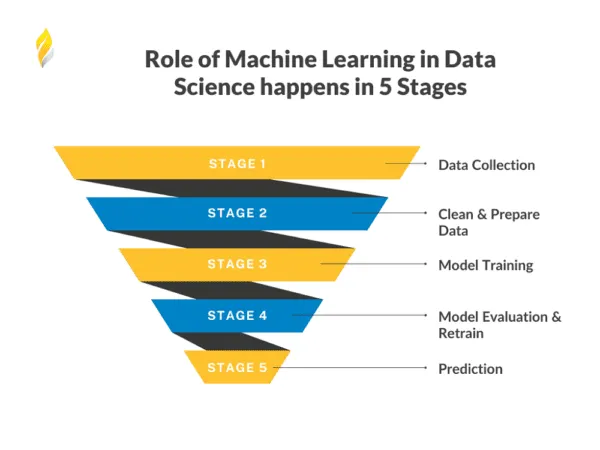 Role of Machine Learning in Data
Science happens in 5 Stages
STAGE 1
Data Collection
STAGE 2
Clean & Prepare
Data
STAGE 3
Model Training
STAGE 4
Model Evaluation &
Retrain
STAGE 5
Prediction